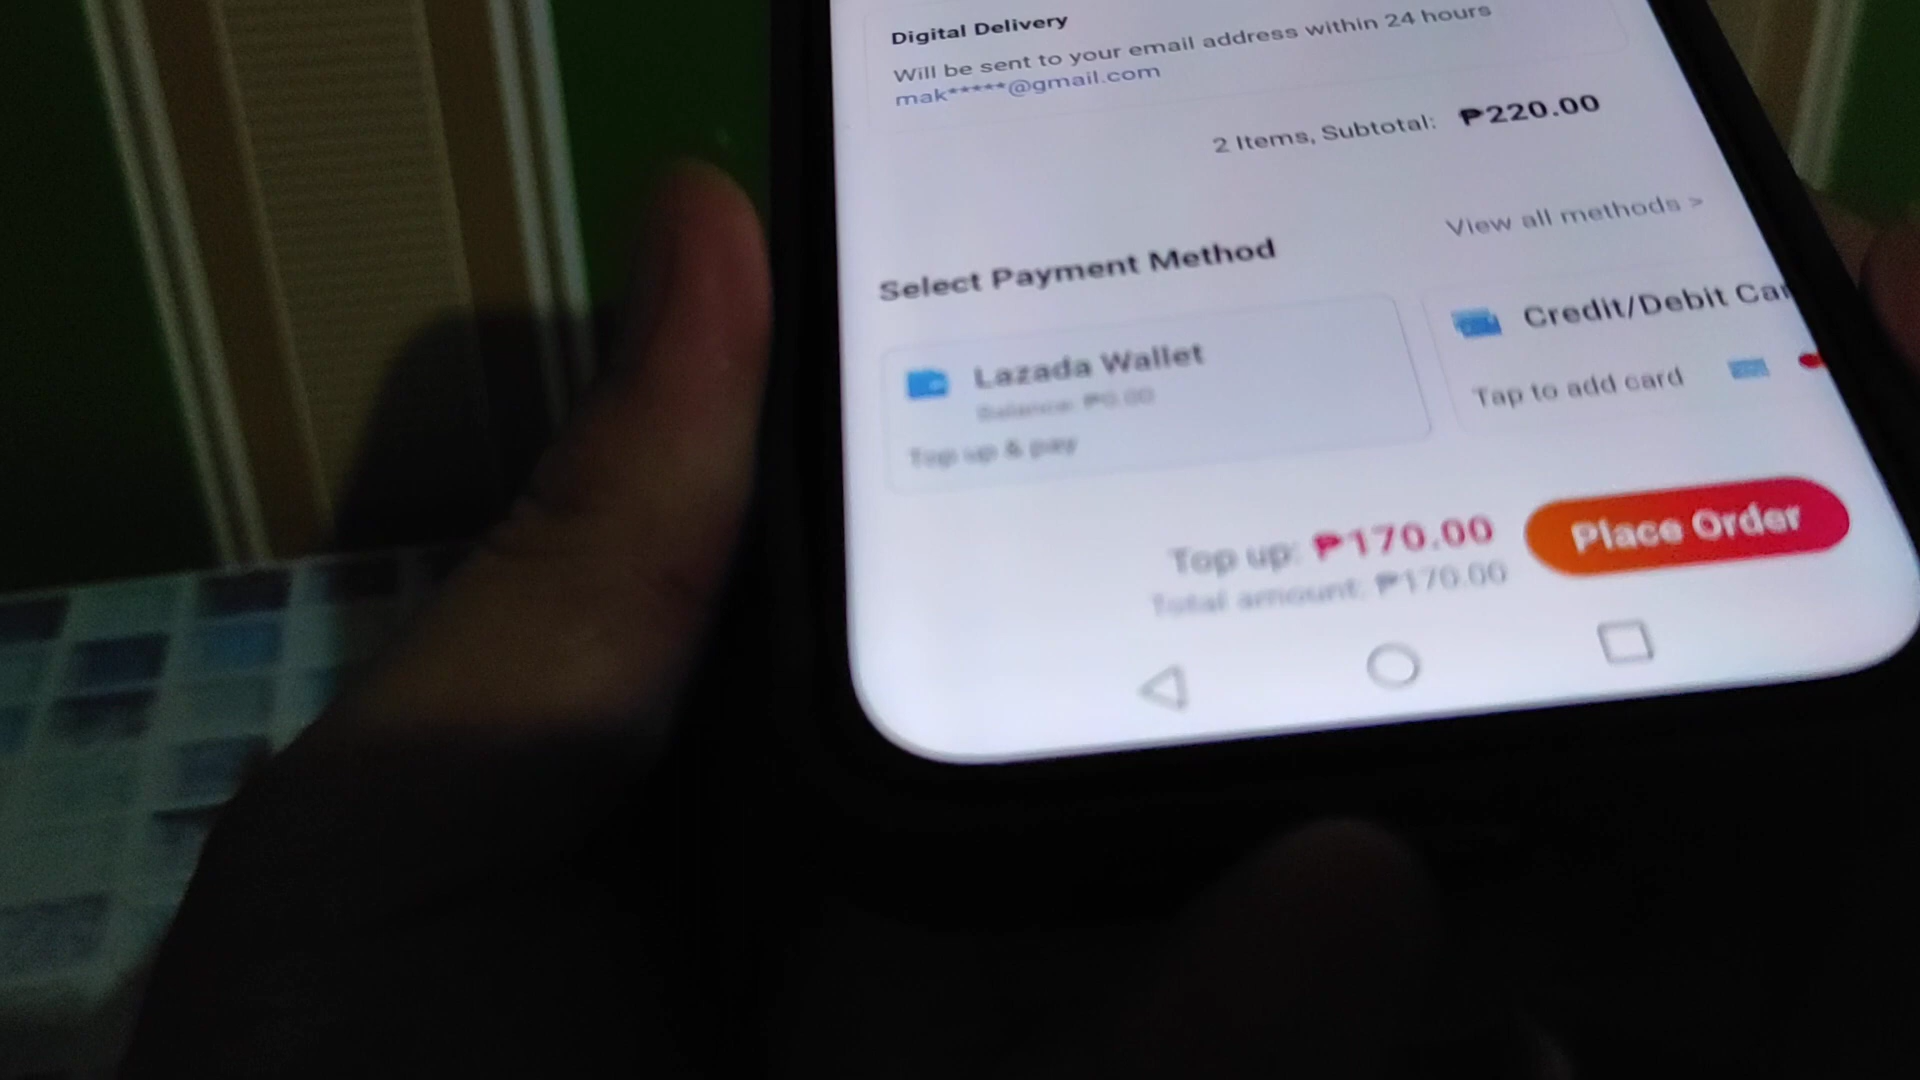 Digital Delivery
Will be sent to your email address within 24 hours
mak*****@gmail.com
2 Items, Subtotal: ₱220.00
Select Payment Method
View all methods >
Lazada Wallet
Balance: ₱0.00
Top up & pay
Credit/Debit Car
Tap to add card
Top up: ₱170.00
Total amount: ₱170.00
Place Order